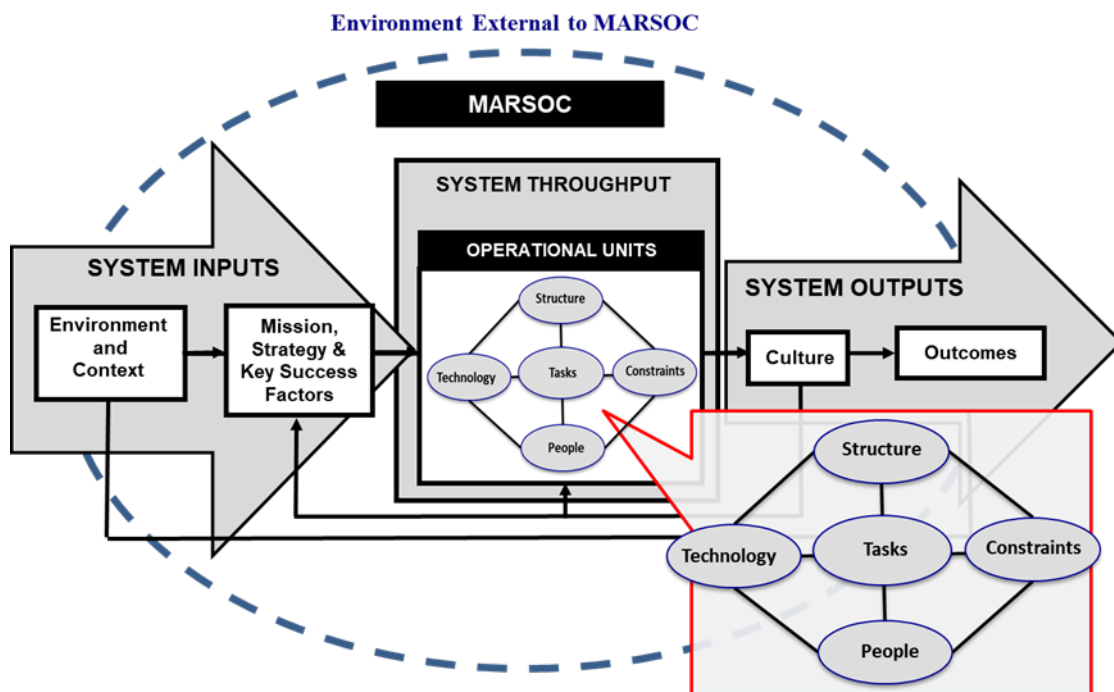 Environment External to MARSOC
MARSOC
SYSTEM INPUTS
Environment
and
Context
Mission,
Strategy &
Key Success
Factors
SYSTEM THROUGHPUT
OPERATIONAL UNITS
Structure
Technology
Tasks
Constraints
People
SYSTEM OUTPUTS
Culture
Outcomes
Structure
Technology
Tasks
Constraints
People